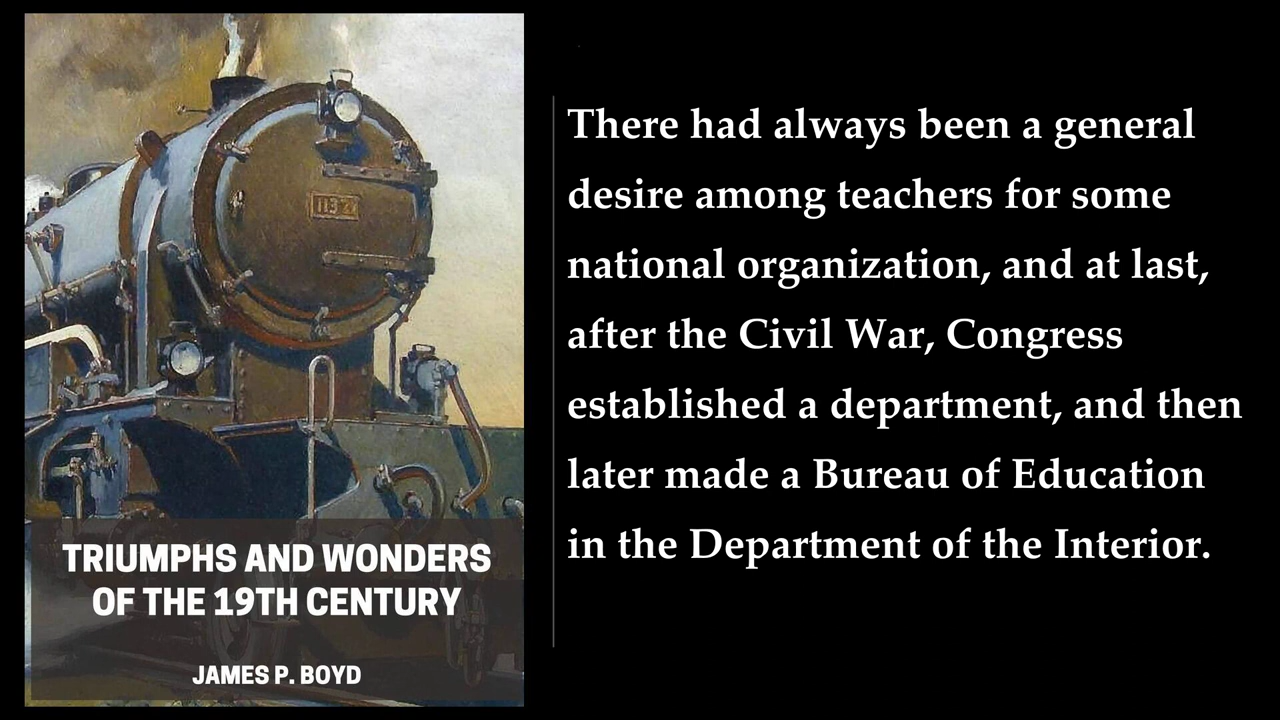 TRIUMPHS AND WONDERS
OF THE 19TH CENTURY
JAMES P. BOYD
There had always been a general
desire among teachers for some
national organization, and at last,
after the Civil War, Congress
established a department, and then
later made a Bureau of Education
in the Department of the Interior.